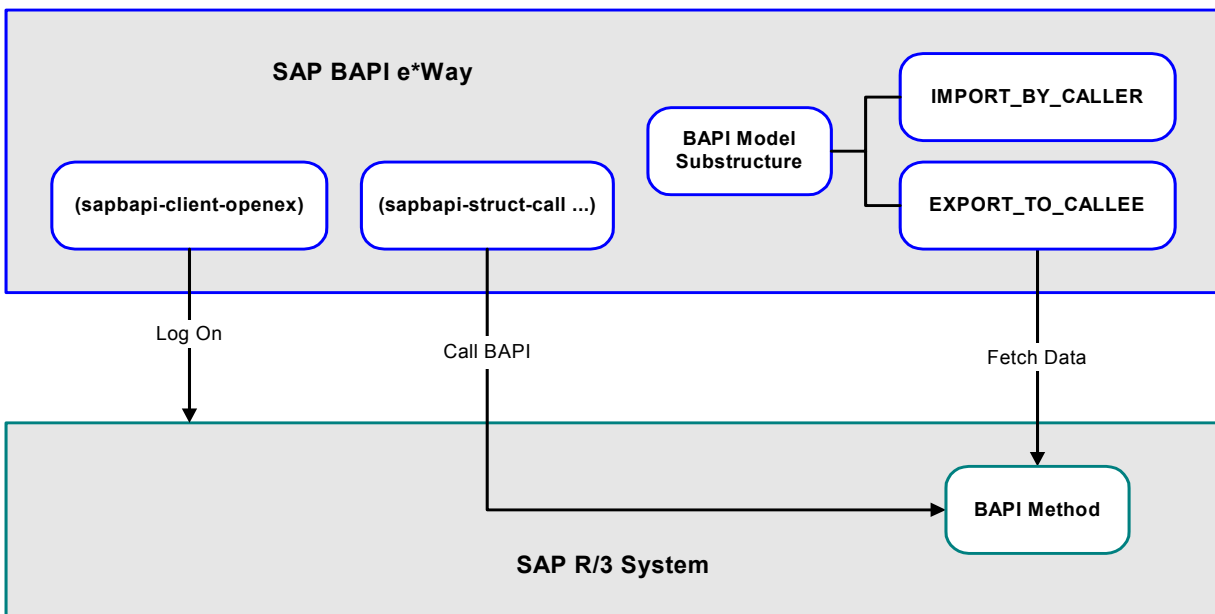 SAP BAPI e*Way
IMPORT_BY_CALLER
BAPI Model
Substructure
(sapbapi-client-openex)
(sapbapi-struct-call ...)
EXPORT_TO_CALLEE
Log On
Call BAPI
Fetch Data
BAPI Method
SAP R/3 System